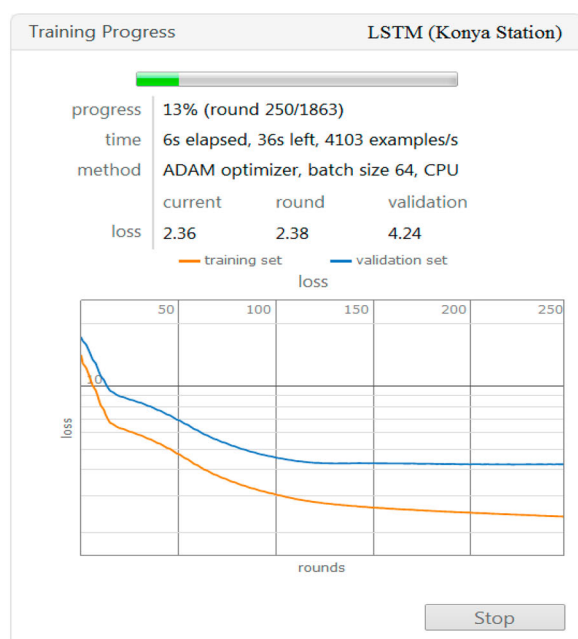 Training Progress LSTM (Konya Station)
progress 13% (round 250/1863)
time 6s elapsed, 36s left, 4103 examples/s
method ADAM optimizer, batch size 64, CPU
current round validation
loss 2.36 2.38 4.24
training set validation set
loss
50 100 150 200 250
10
loss
rounds
Stop